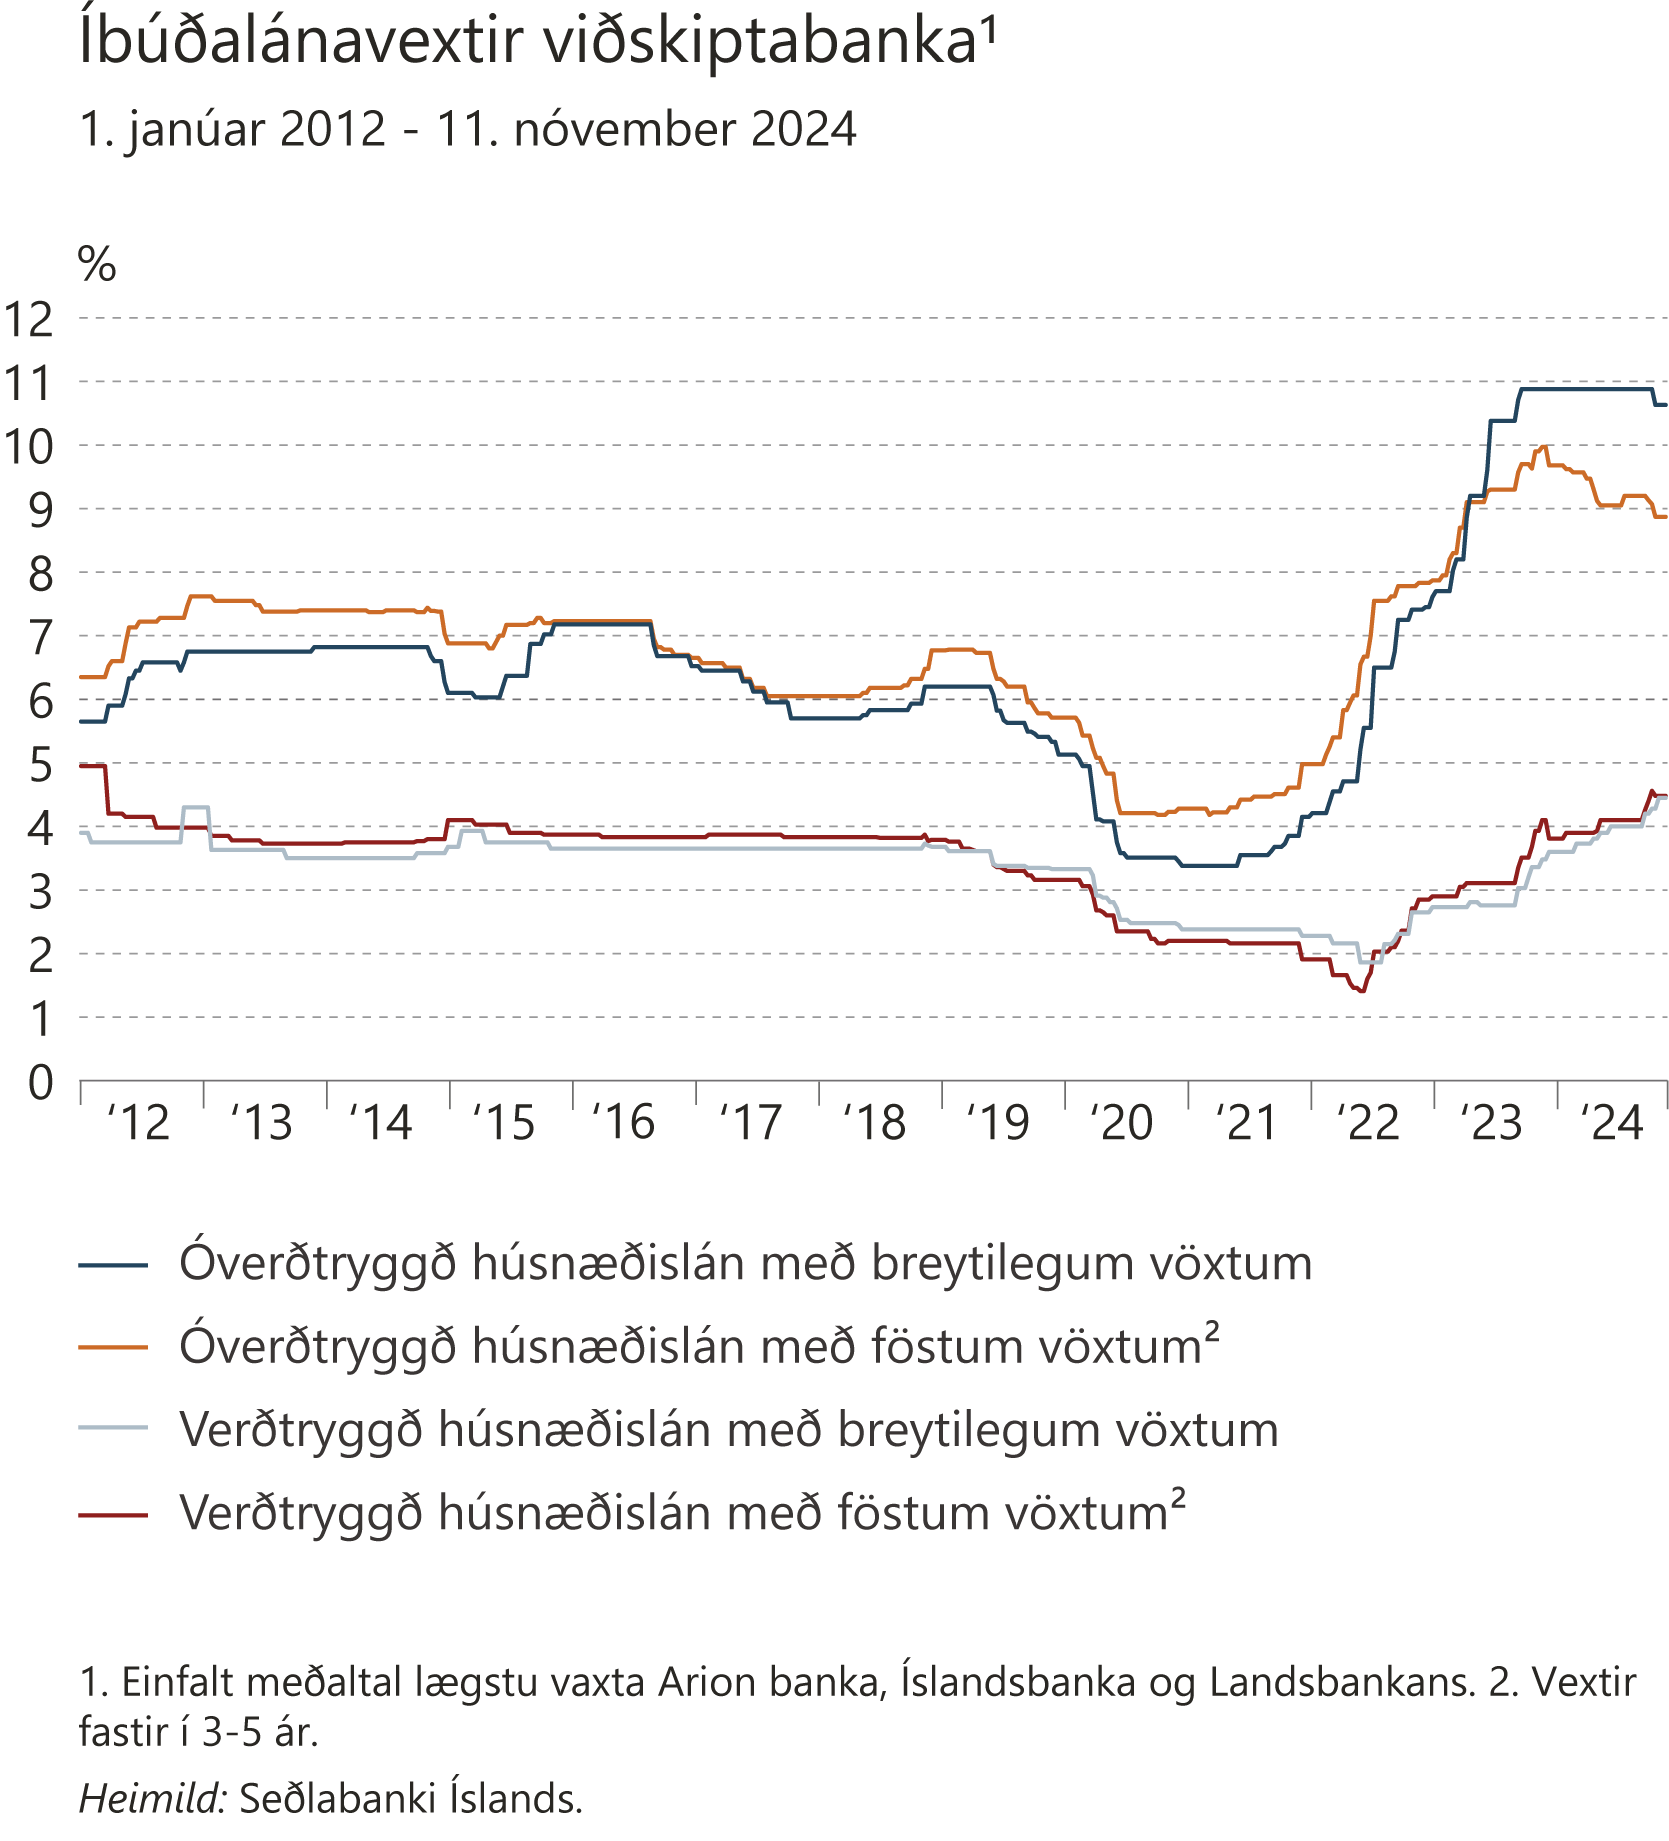 Íbúðalánavextir viðskiptabanka¹
1. janúar 2012 - 11. nóvember 2024
%
12
11
10
9
8
7
6
5
4
3
2
1
0
‘12 ‘13 ‘14 ‘15 ‘16 ‘17 ‘18 ‘19 ‘20 ‘21 ‘22 ‘23 ‘24
Óverðtryggð húsnæðislán með breytilegum vöxtum
Óverðtryggð húsnæðislán með föstum vöxtum²
Verðtryggð húsnæðislán með breytilegum vöxtum
Verðtryggð húsnæðislán með föstum vöxtum²
1. Einfalt meðaltal lægstu vaxta Arion banka, Íslandsbanka og Landsbankans. 2. Vextir
fastir í 3-5 ár.
Heimild: Seðlabanki Íslands.